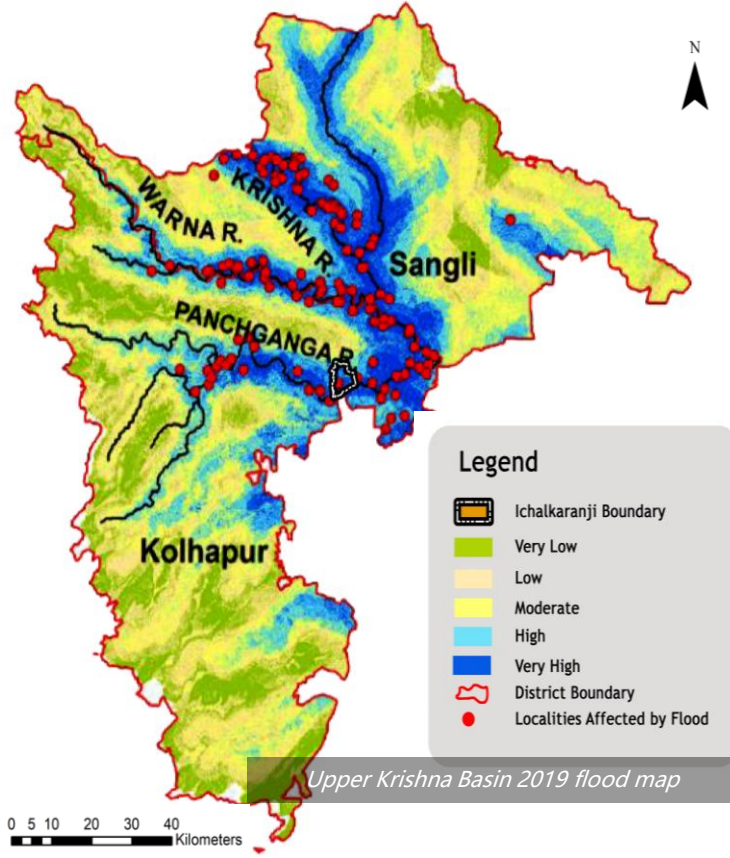 N
WARNA R.
KRISHNA R.
Sangli
PANCHGANGA R.
Kolhapur
Legend
Ichalkaranji Boundary
Very Low
Low
Moderate
High
Very High
District Boundary
Localities Affected by Flood
Upper Krishna Basin 2019 flood map
0 5 10 20 30 40
Kilometers